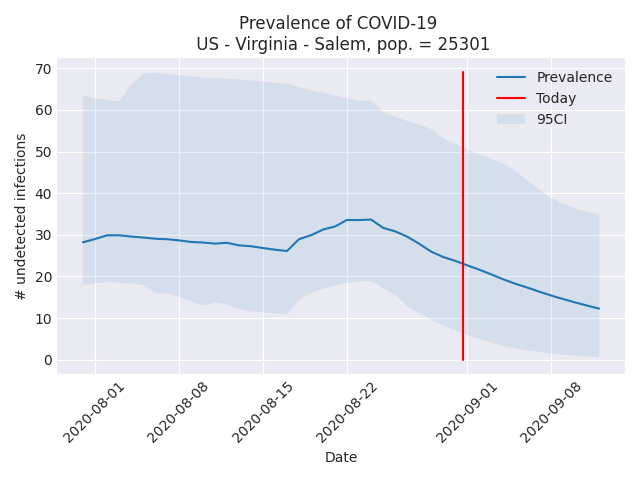 Prevalence of COVID-19
US - Virginia - Salem, pop. = 25301
70
60
50
40
30
20
10
0
# undetected infections
Prevalence
Today
95CI
2020-08-01
2020-08-08
2020-08-15
2020-08-22
2020-09-01
2020-09-08
Date